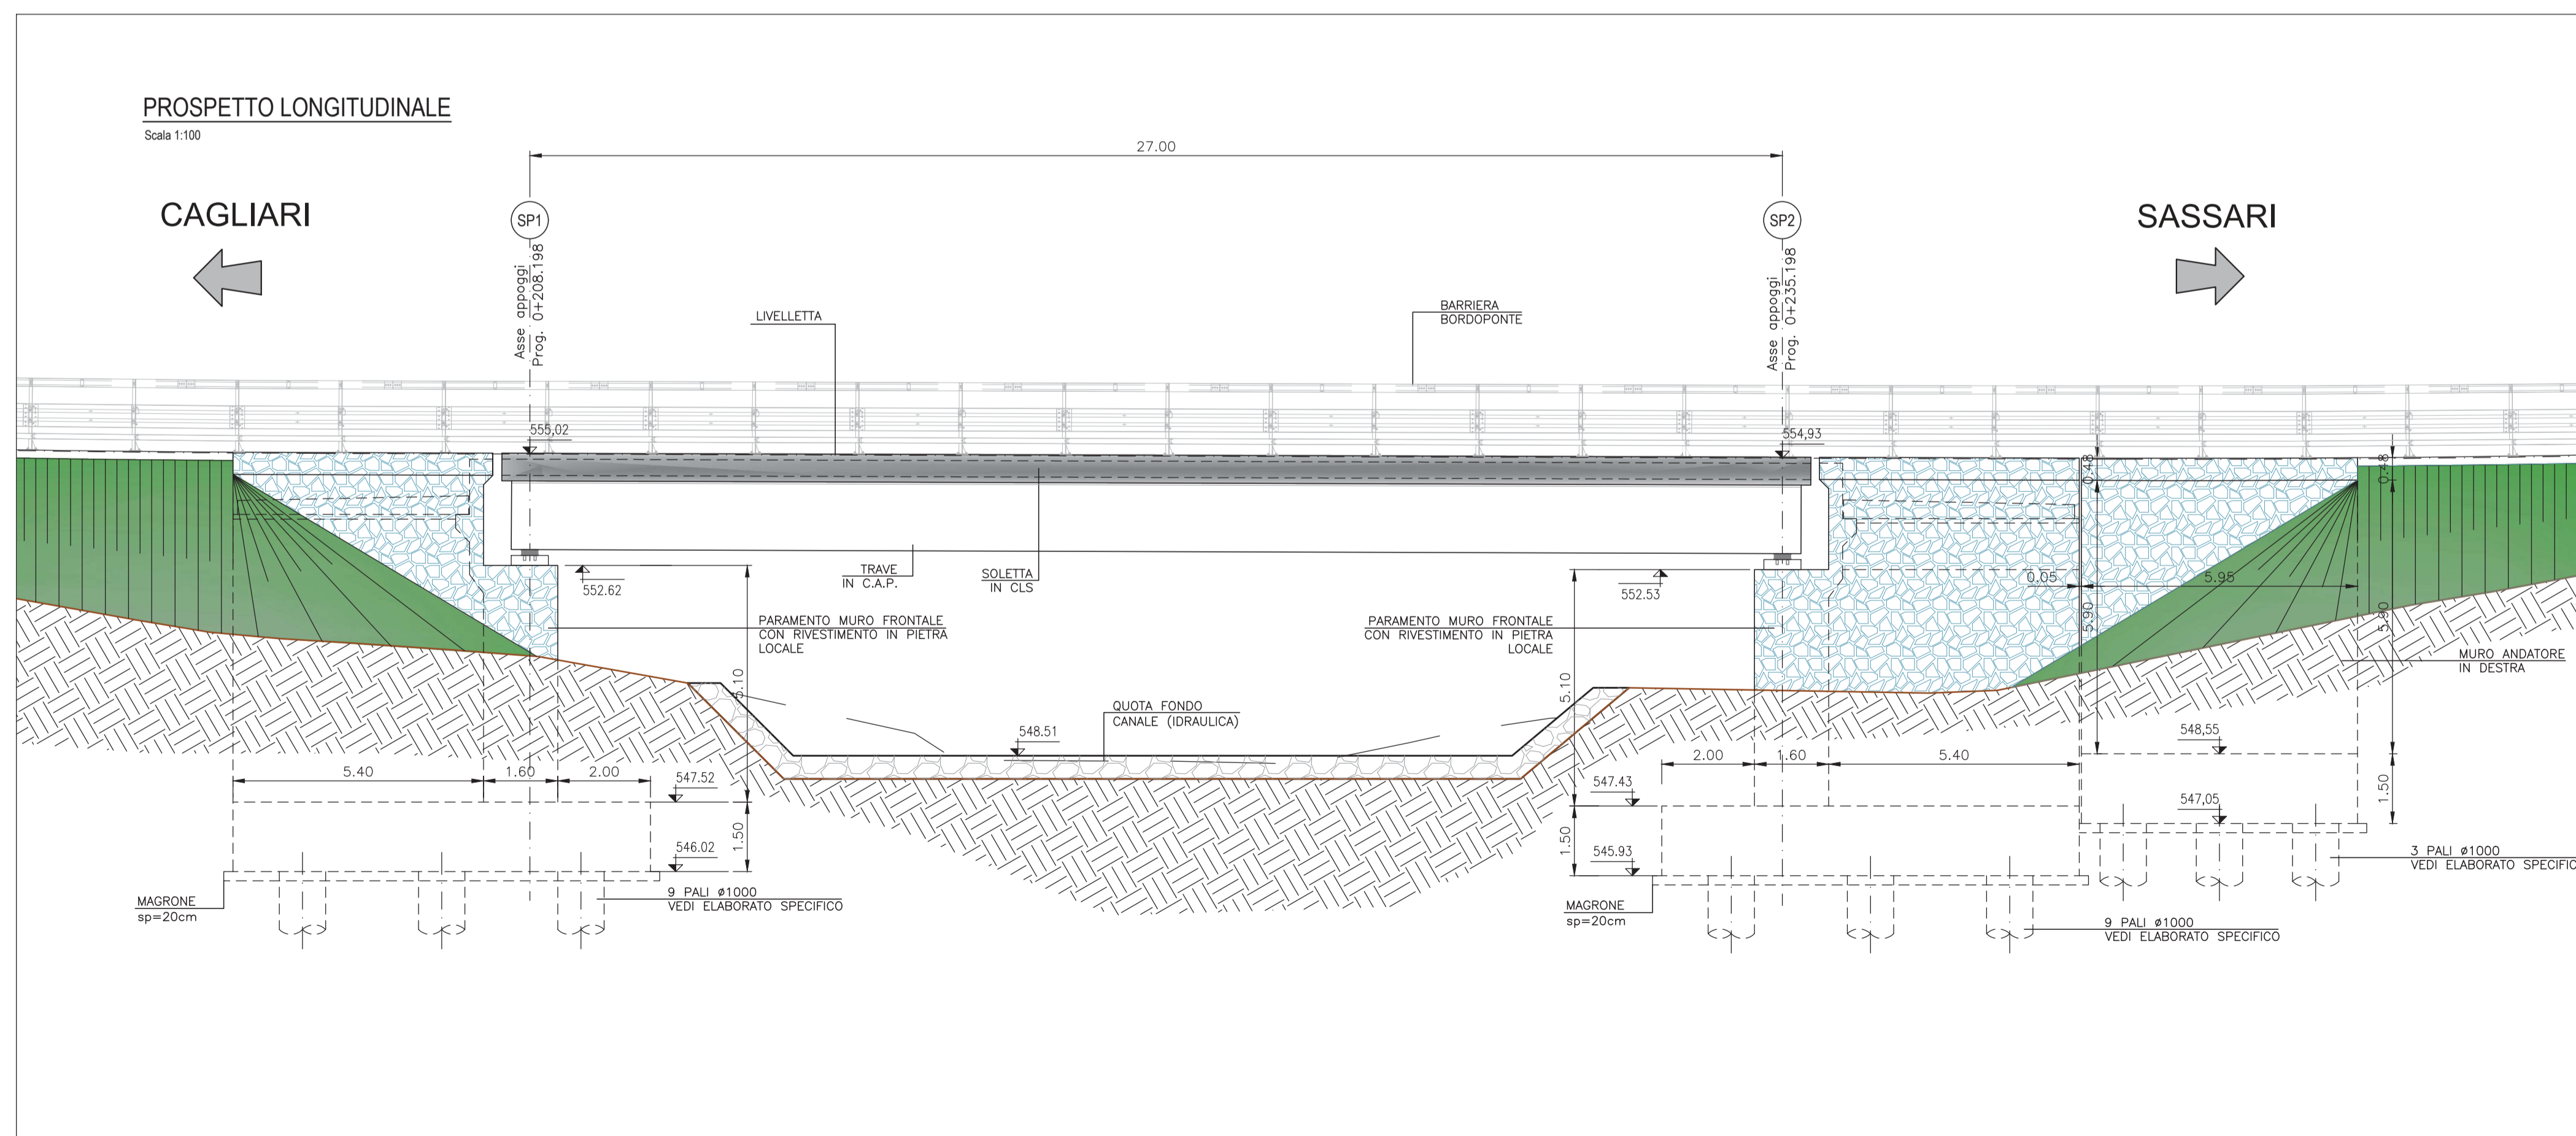 PROSPETTO LONGITUDINALE
Scala 1:100
27.00
CAGLIARI
SASSARI
SP1
SP2
Asse appoggi
Prog. 0+208.198
Asse appoggi
Prog. 0+235.198
LIVELLETTA
BARRIERA
BORDOPONTE
555,02
554,93
0.48
0.48
TRAVE
IN C.A.P.
SOLETTA
IN CLS
552.62
552.53
0.05
5.95
5.90
5.90
PARAMENTO MURO FRONTALE
CON RIVESTIMENTO IN PIETRA
LOCALE
PARAMENTO MURO FRONTALE
CON RIVESTIMENTO IN PIETRA
LOCALE
MURO ANDATORE
IN DESTRA
5.10
5.10
QUOTA FONDO
CANALE (IDRAULICA)
548.51
548,55
5.40
1.60
2.00
547.52
2.00
1.60
5.40
547.43
547,05
1.50
1.50
1.50
546.02
545.93
3 PALI ø1000
VEDI ELABORATO SPECIFICO
MAGRONE
sp=20cm
9 PALI ø1000
VEDI ELABORATO SPECIFICO
MAGRONE
sp=20cm
9 PALI ø1000
VEDI ELABORATO SPECIFICO